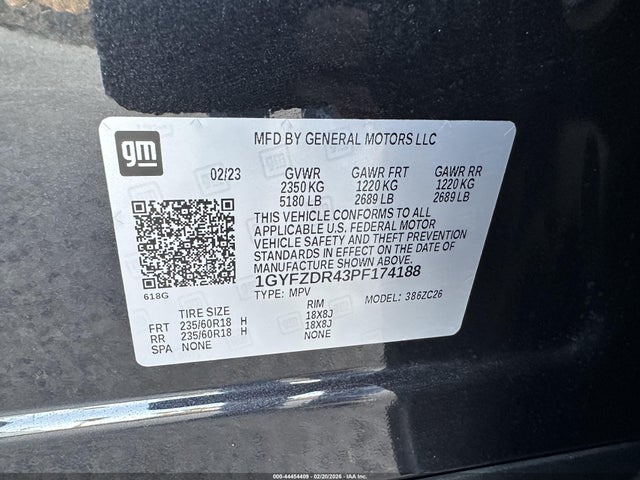 gm
MFD BY GENERAL MOTORS LLC
02/23 GVWR GAWR FRT GAWR RR
2350 KG 1220 KG 1220 KG
5180 LB 2689 LB 2689 LB
THIS VEHICLE CONFORMS TO ALL
APPLICABLE U.S. FEDERAL MOTOR
VEHICLE SAFETY AND THEFT PREVENTION
STANDARDS IN EFFECT ON THE DATE OF
MANUFACTURE SHOWN ABOVE.
1GYFZDR43PF174188
618G TYPE: MPV MODEL: 386ZC26
TIRE SIZE RIM
FRT 235/60R18 H 18X8J
RR 235/60R18 H 18X8J
SPA NONE NONE
000-44454409 - 02/20/2026 - IAA Inc.